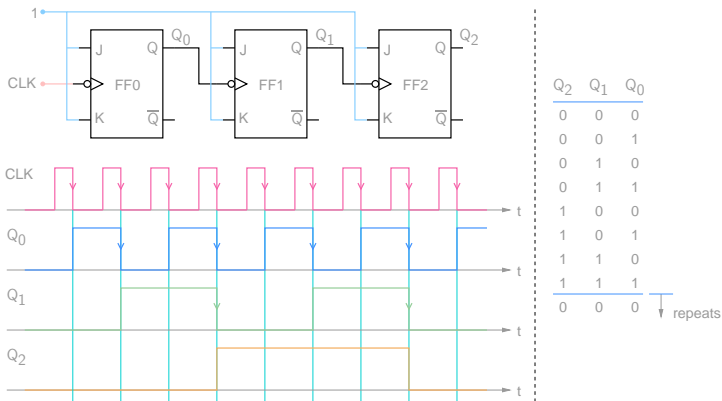 1
Q0 Q1 Q2
J Q J Q J Q
CLK FF0 FF1 FF2
K Q̅ K Q̅ K Q̅
CLK
t
Q0
t
Q1
t
Q2
t
Q2 Q1 Q0
0 0 0
0 0 1
0 1 0
0 1 1
1 0 0
1 0 1
1 1 0
1 1 1
0 0 0 repeats